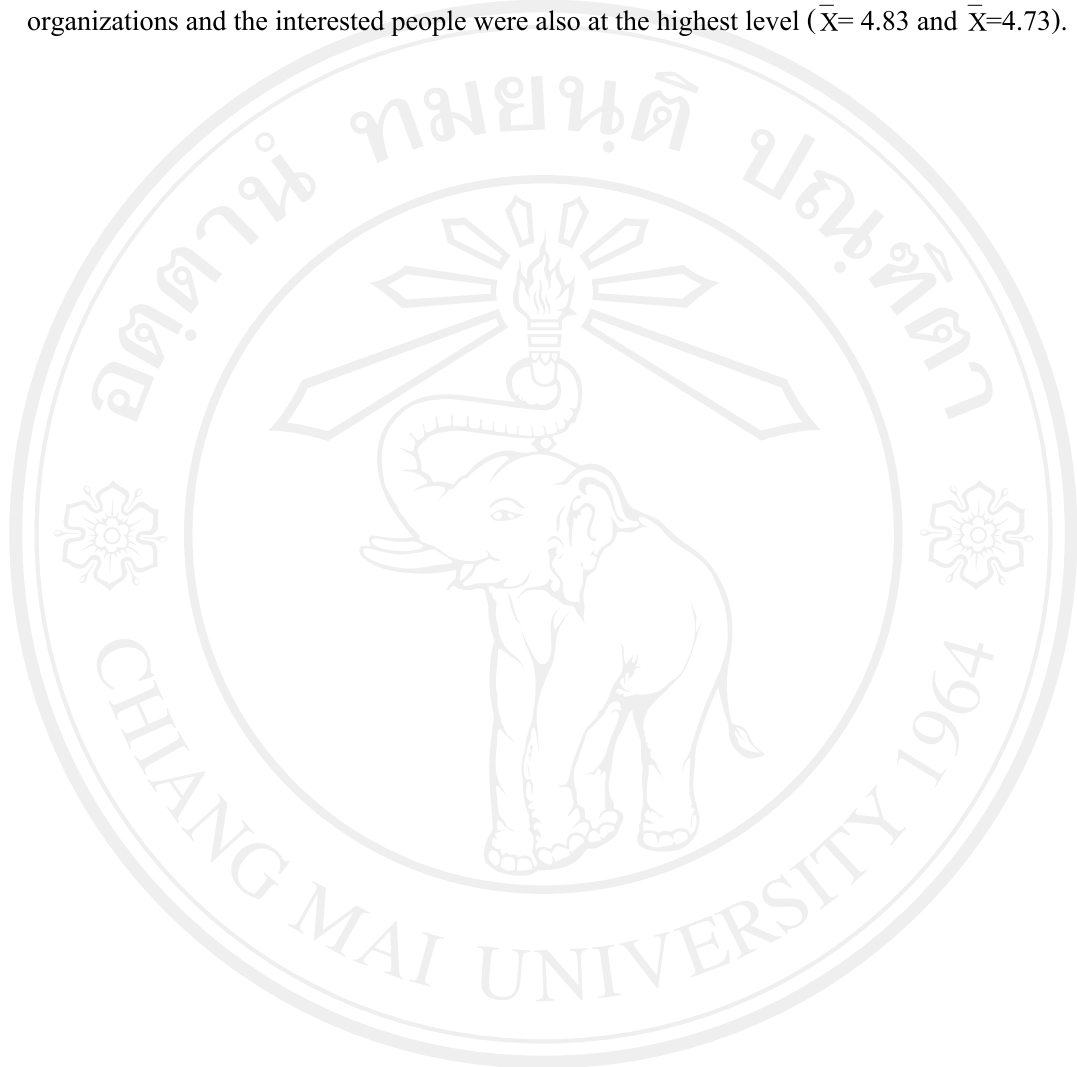 organizations and the interested people were also at the highest level (X̅= 4.83 and X̅=4.73).
อตฺตานํ ทมยนฺติ ปณฺฑิตา
CHIANG MAI UNIVERSITY 1964